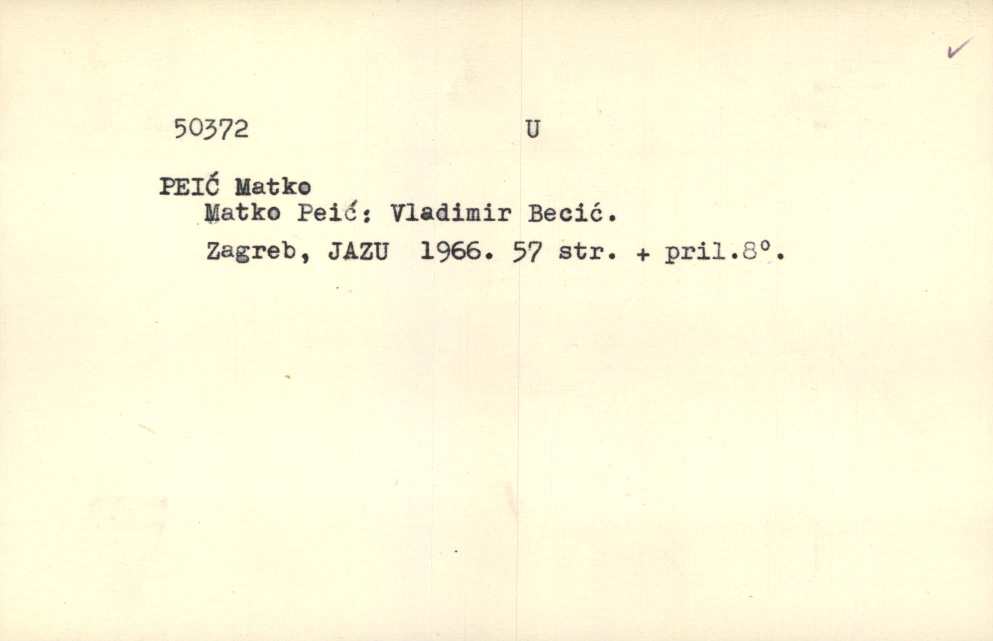 50372 U
PEIĆ Matko
Matko Peić: Vladimir Becić.
Zagreb, JAZU 1966. 57 str. + pril.8°.